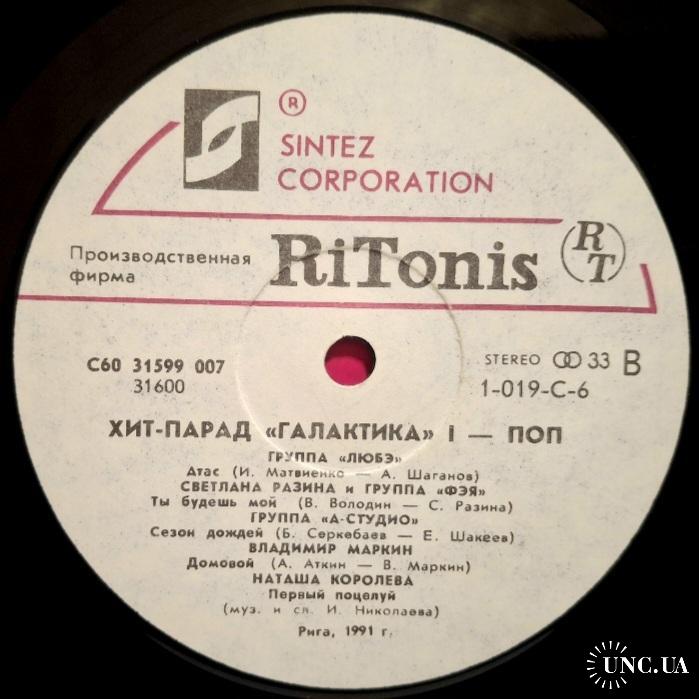 ®
SINTEZ
CORPORATION
Производственная
фирма
RiTonis
RT
С60 31599 007
31600
STEREO 33 B
1-019-C-6
ХИТ-ПАРАД «ГАЛАКТИКА» I — ПОП
ГРУППА «ЛЮБЭ»
Атас (И. Матвиенко — А. Шаганов)
СВЕТЛАНА РАЗИНА и ГРУППА «ФЭЯ»
Ты будешь мой (В. Володин — С. Разина)
ГРУППА «А-СТУДИО»
Сезон дождей (Б. Серкебаев — Е. Шакеев)
ВЛАДИМИР МАРКИН
Домовой (А. Аткин — В. Маркин)
НАТАША КОРОЛЕВА
Первый поцелуй
(муз. и сл. И. Николаева)
Рига, 1991 г.
UNC.UA